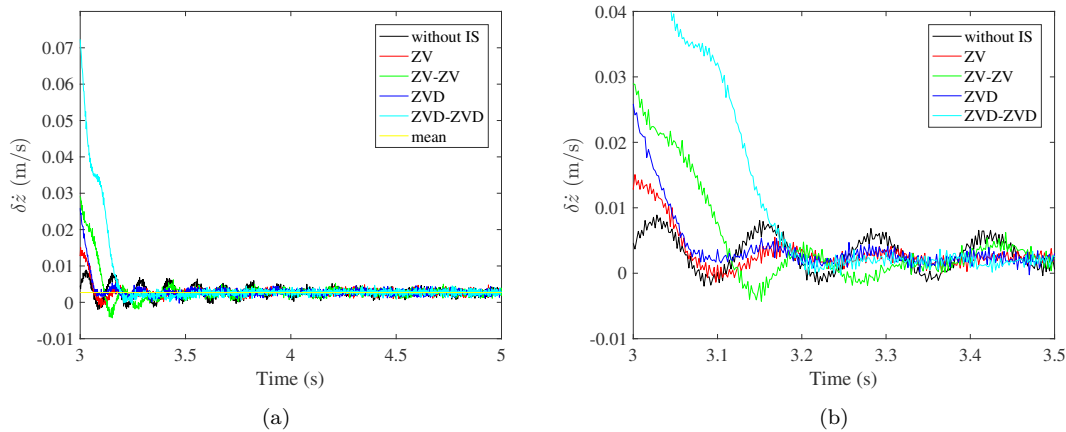 0.07
0.06
0.05
0.04
0.03
0.02
0.01
0
-0.01
δż (m/s)
3
3.5
4
4.5
5
Time (s)
without IS
ZV
ZV-ZV
ZVD
ZVD-ZVD
mean
(a)
0.04
0.03
0.02
0.01
0
-0.01
δż (m/s)
3
3.1
3.2
3.3
3.4
3.5
Time (s)
without IS
ZV
ZV-ZV
ZVD
ZVD-ZVD
(b)